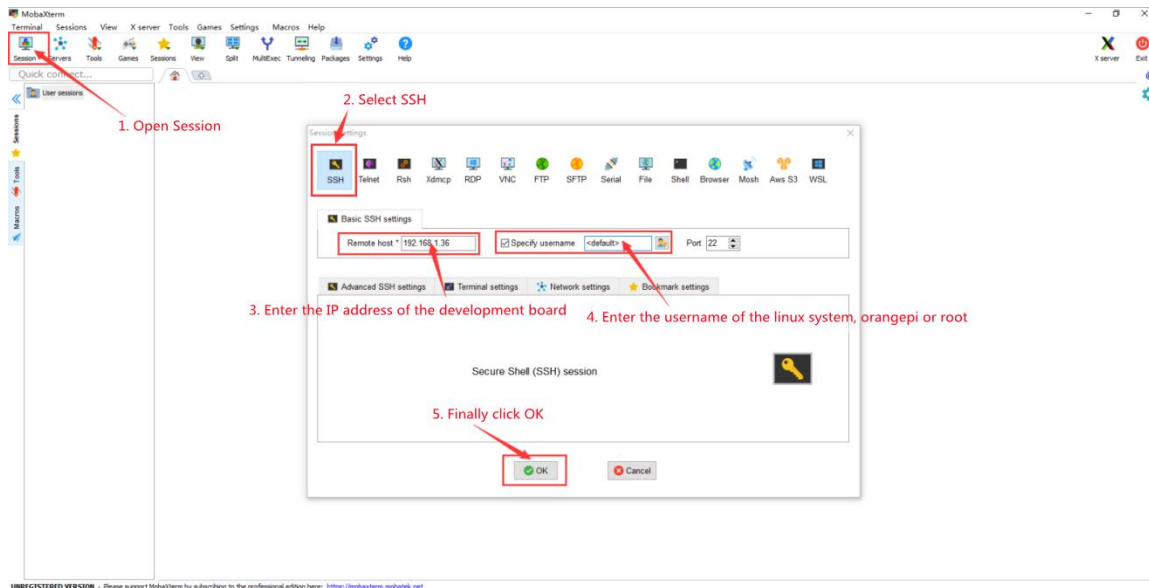 MobaXterm
Terminal Sessions View X server Tools Games Settings Macros Help
Session Servers Tools Games Sessions View Split MultiExec Tunneling Packages Settings Help X server Exit
Quick connect...
User sessions
Sessions
Tools
Macros
1. Open Session
2. Select SSH
Session settings
SSH Telnet Rsh Xdmcp RDP VNC FTP SFTP Serial File Shell Browser Mosh Aws S3 WSL
Basic SSH settings
Remote host * 192.168.1.36 Specify username <default> Port 22
Advanced SSH settings Terminal settings Network settings Bookmark settings
3. Enter the IP address of the development board
4. Enter the username of the linux system, orangepi or root
Secure Shell (SSH) session
5. Finally click OK
OK Cancel
UNREGISTERED VERSION - Please support MobaXterm by subscribing to the professional edition here: https://mobaxterm.mobatek.net